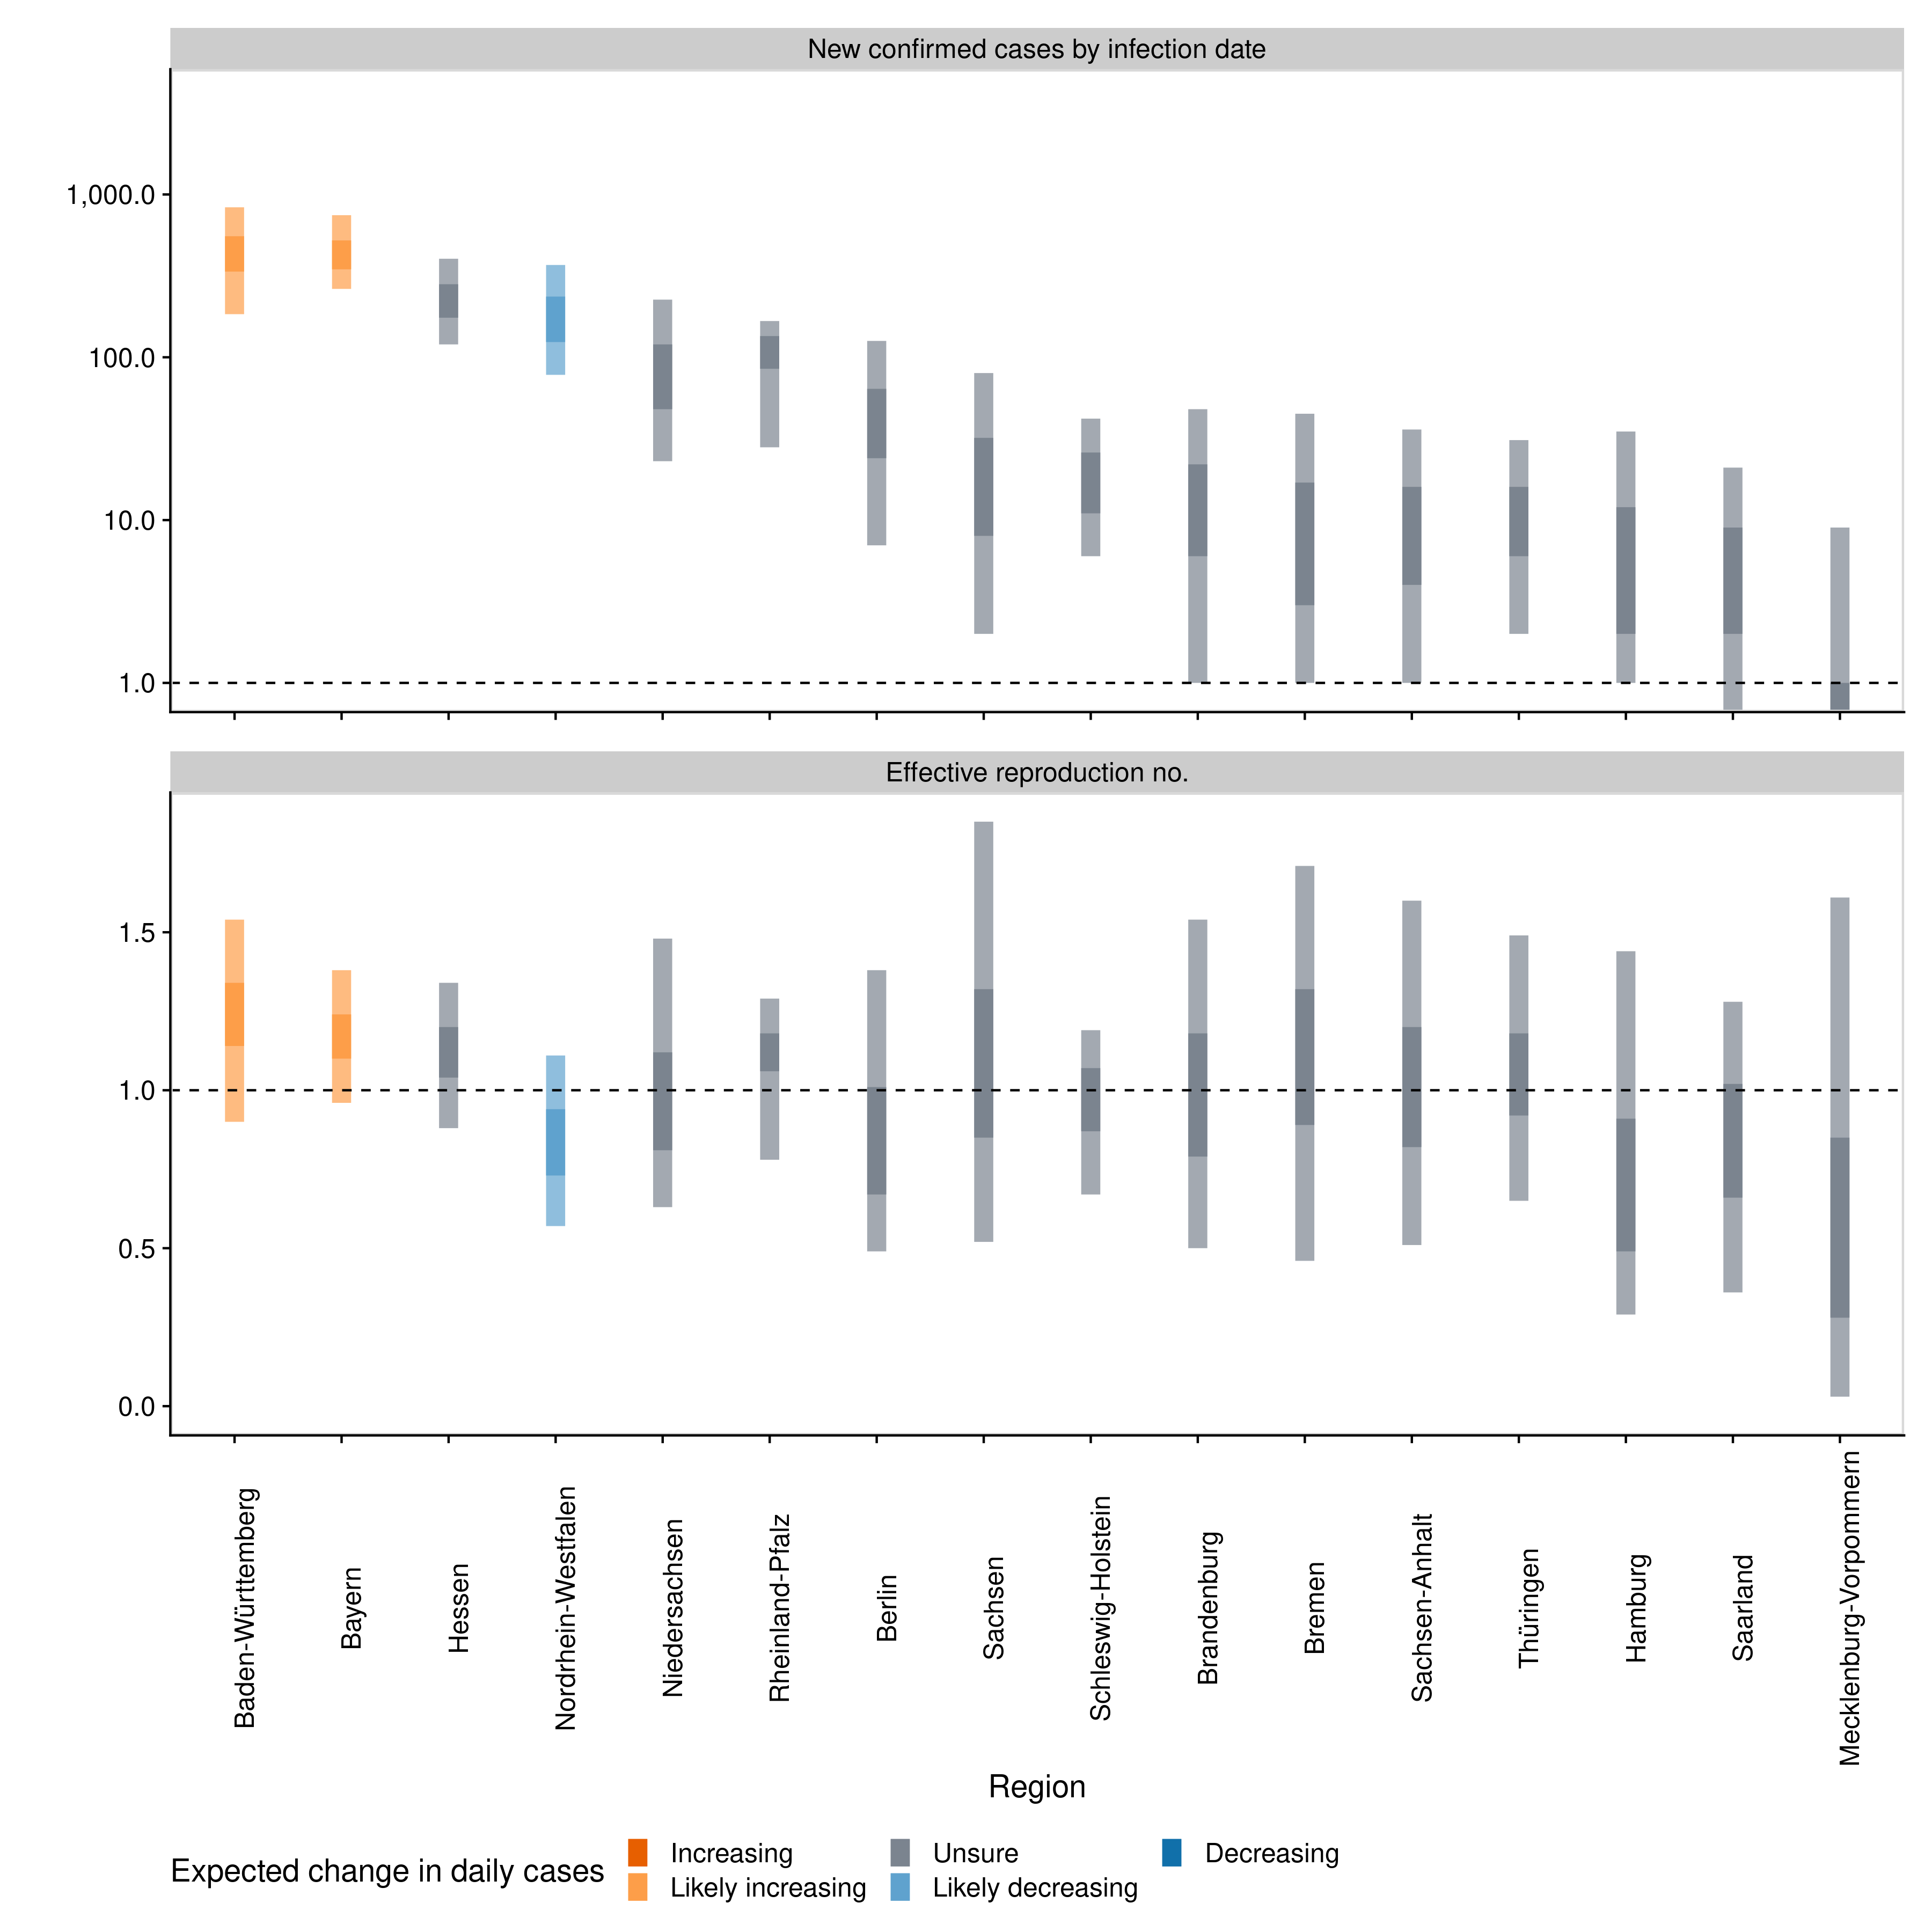 New confirmed cases by infection date
1,000.0
100.0
10.0
1.0
Effective reproduction no.
1.5
1.0
0.5
0.0
Baden-Württemberg
Bayern
Hessen
Nordrhein-Westfalen
Niedersachsen
Rheinland-Pfalz
Berlin
Sachsen
Schleswig-Holstein
Brandenburg
Bremen
Sachsen-Anhalt
Thüringen
Hamburg
Saarland
Mecklenburg-Vorpommern
Region
Expected change in daily cases
Increasing
Likely increasing
Unsure
Likely decreasing
Decreasing